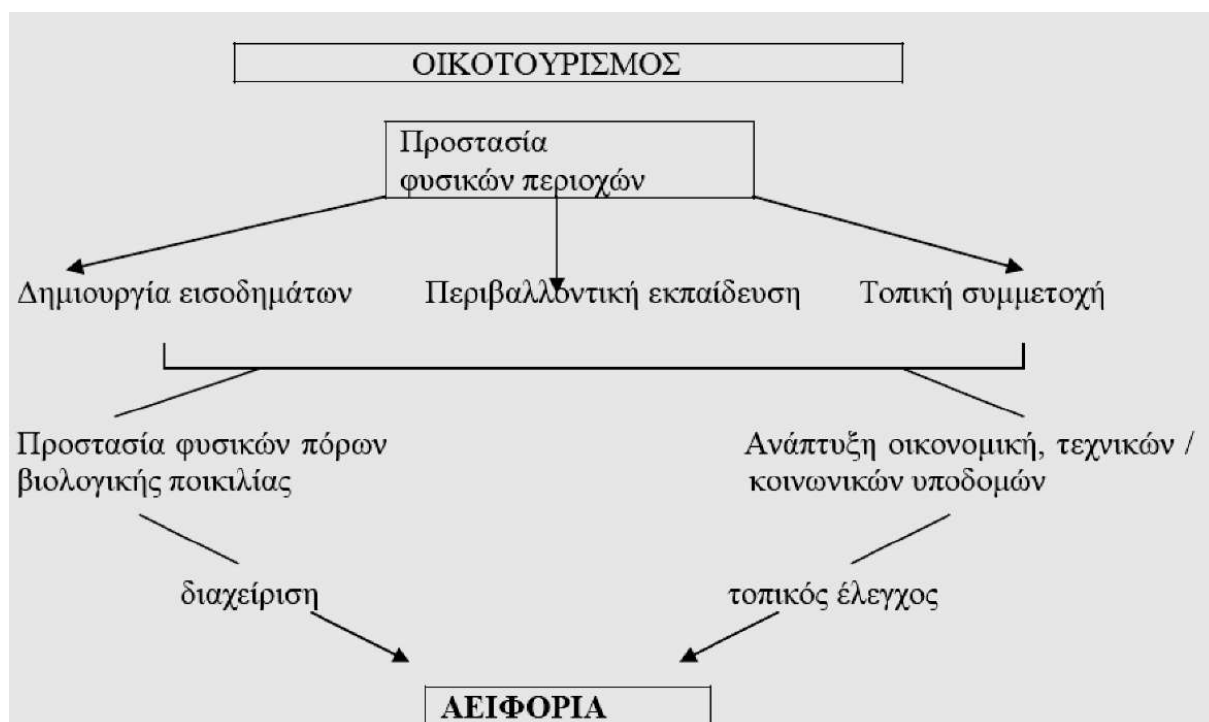 ΟΙΚΟΤΟΥΡΙΣΜΟΣ
Προστασία
φυσικών περιοχών
Δημιουργία εισοδημάτων Περιβαλλοντική εκπαίδευση Τοπική συμμετοχή
Προστασία φυσικών πόρων
βιολογικής ποικιλίας
Ανάπτυξη οικονομική, τεχνικών /
κοινωνικών υποδομών
διαχείριση τοπικός έλεγχος
ΑΕΙΦΟΡΙΑ